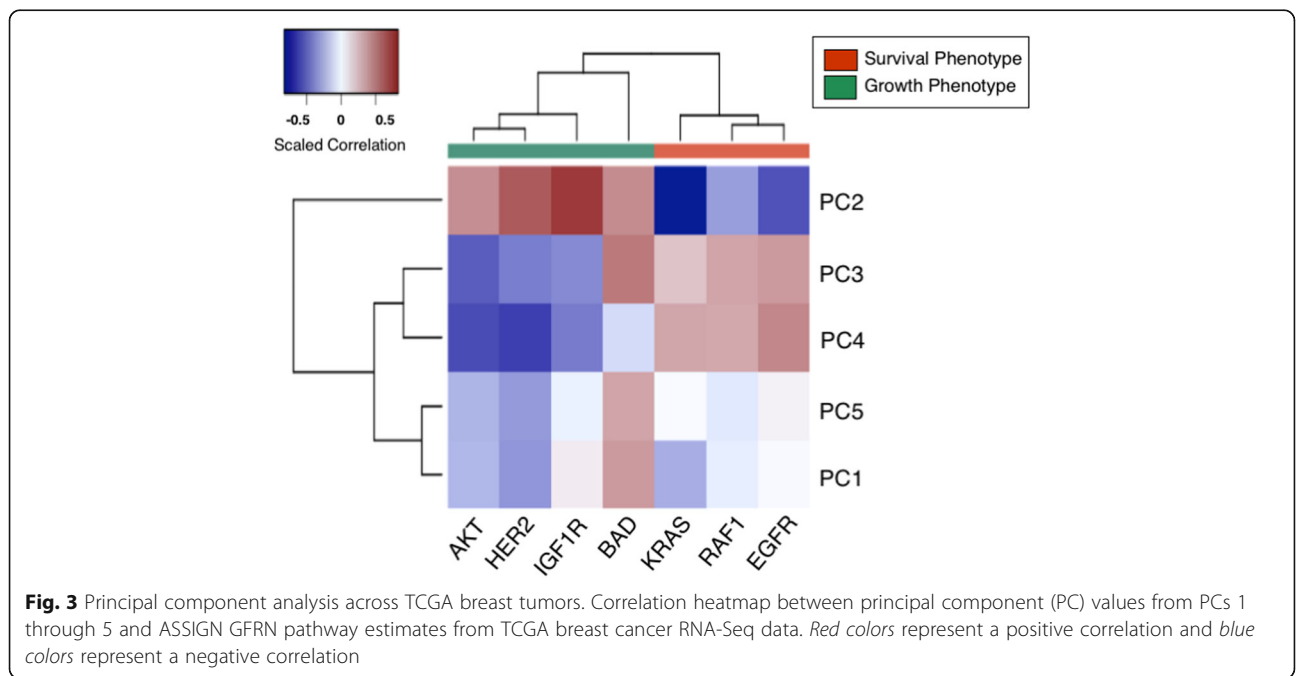 -0.5 0 0.5
Scaled Correlation
Survival Phenotype
Growth Phenotype
PC2
PC3
PC4
PC5
PC1
AKT
HER2
IGF1R
BAD
KRAS
RAF1
EGFR
Fig. 3 Principal component analysis across TCGA breast tumors. Correlation heatmap between principal component (PC) values from PCs 1
through 5 and ASSIGN GFRN pathway estimates from TCGA breast cancer RNA-Seq data. Red colors represent a positive correlation and blue
colors represent a negative correlation